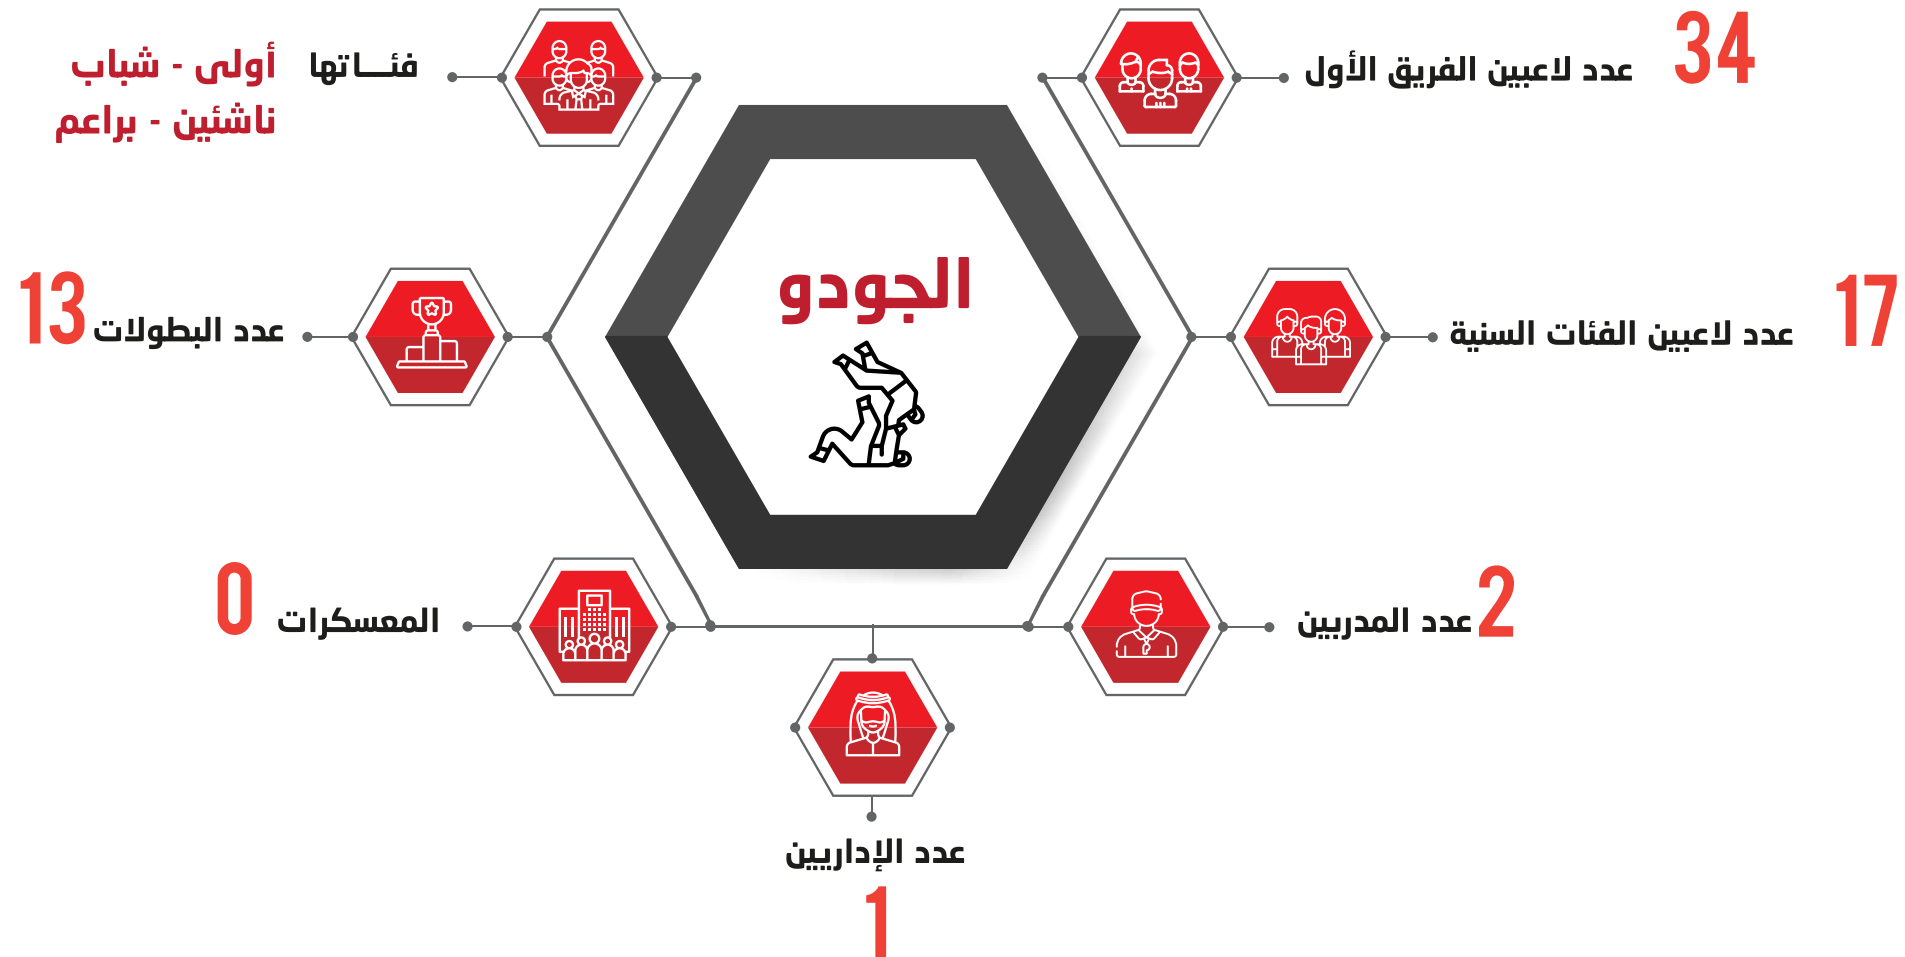 الجودو
عدد لاعبين الفريق الأول
34
عدد لاعبين الفئات السنية
17
عدد المدربين
2
عدد الإداريين
1
المعسكرات
0
عدد البطولات
13
فئـــاتها
أولى - شباب
ناشئين - براعم